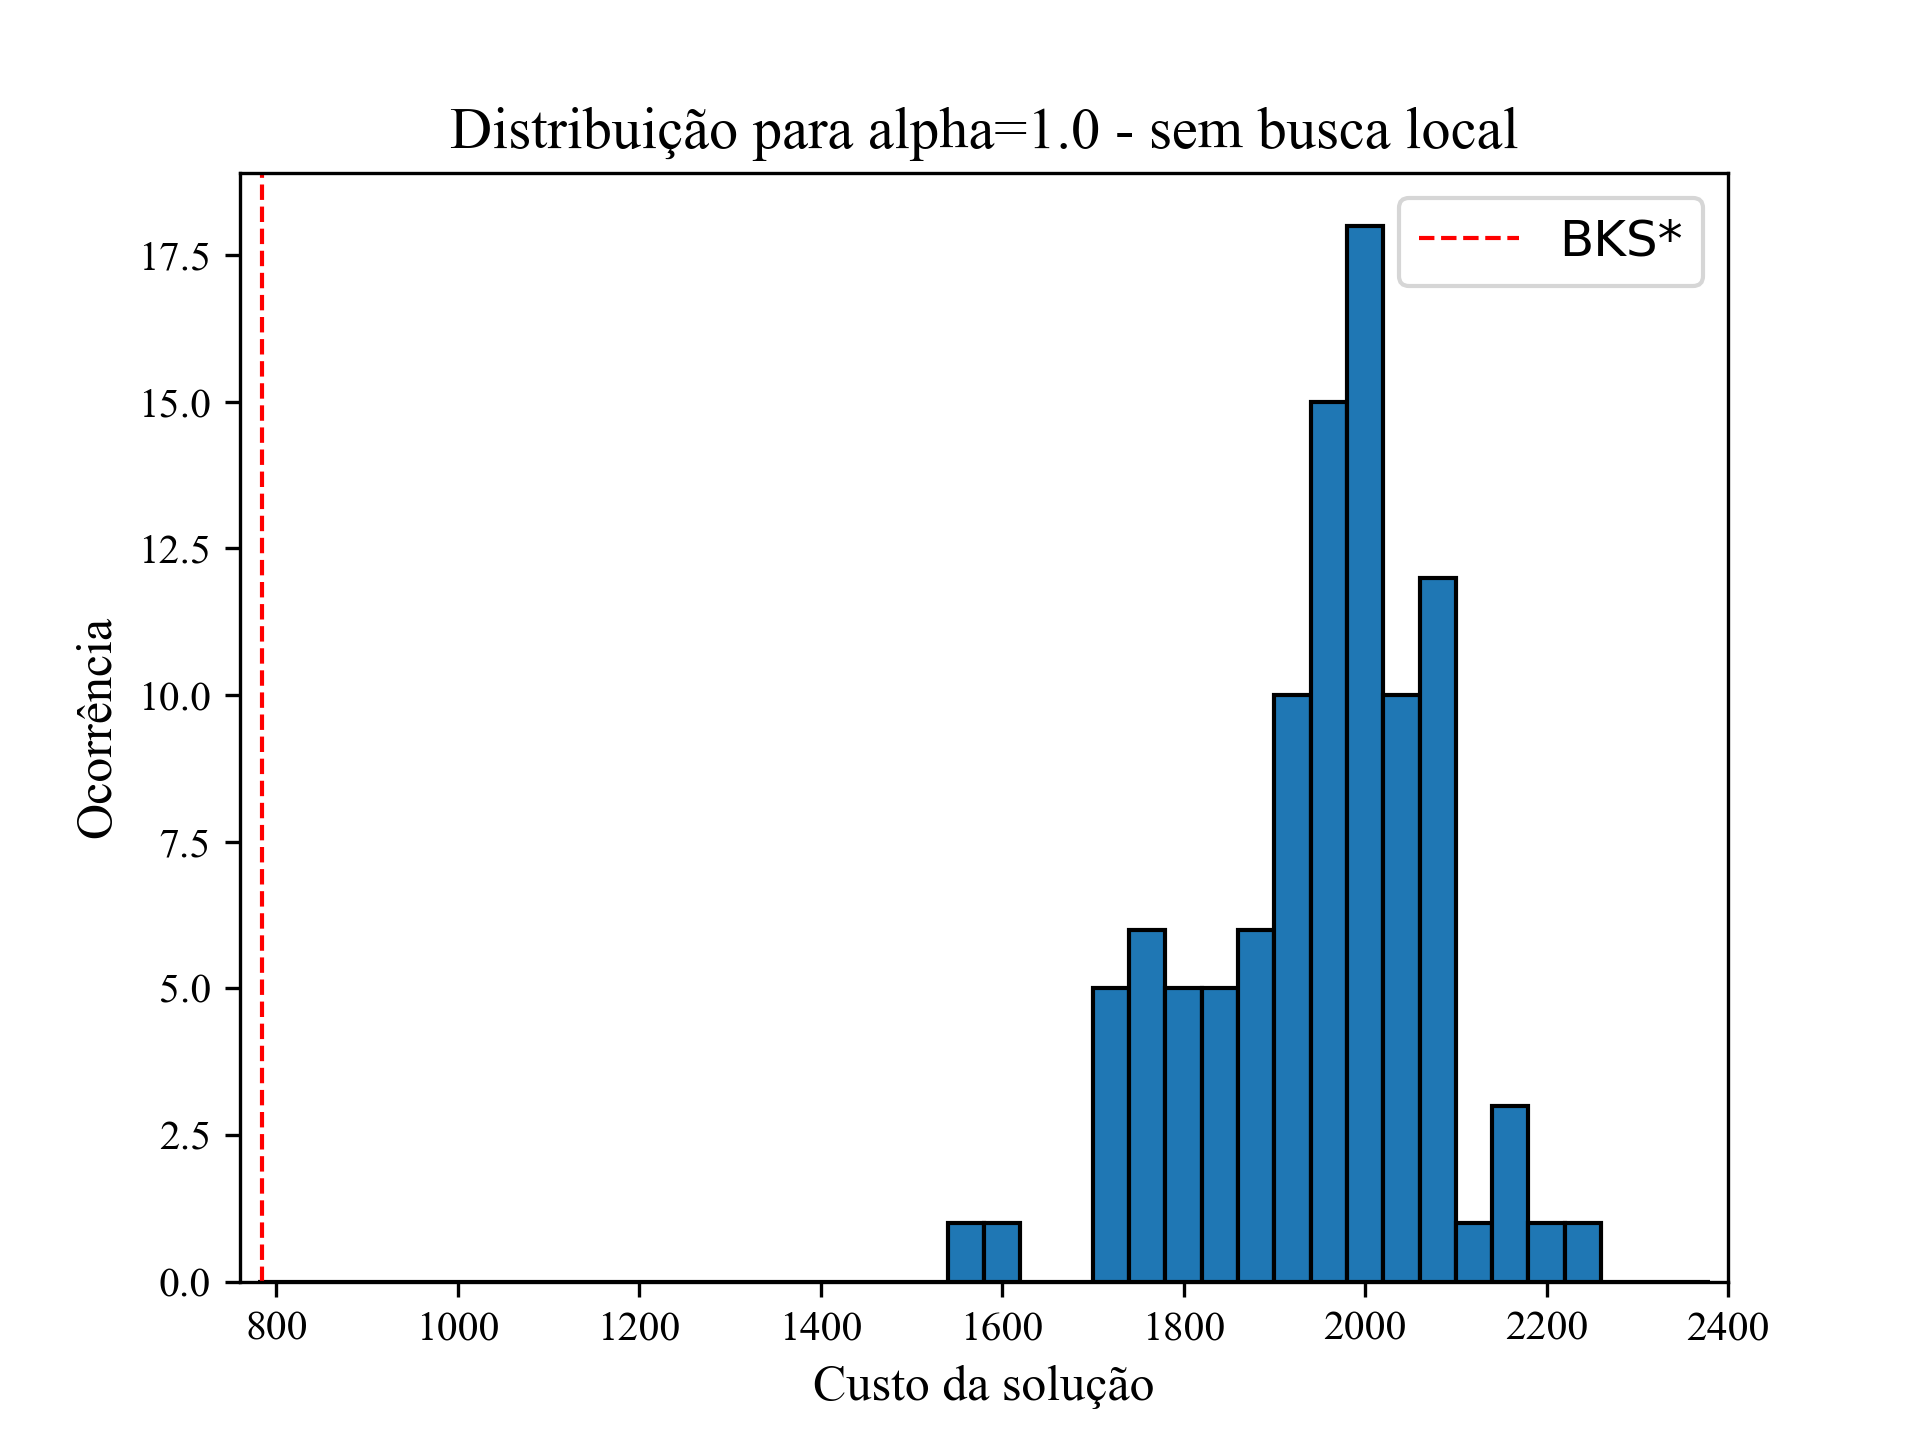 Distribuição para alpha=1.0 - sem busca local
BKS*
17.5
15.0
12.5
10.0
7.5
5.0
2.5
0.0
Ocorrência
800 1000 1200 1400 1600 1800 2000 2200 2400
Custo da solução